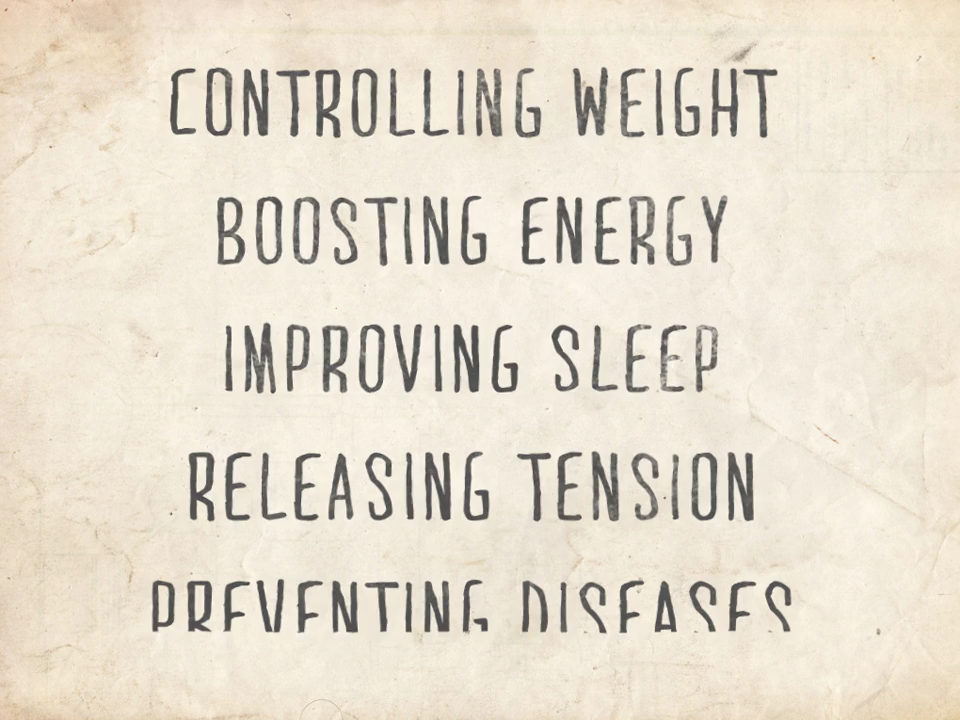 CONTROLLING WEIGHT
BOOSTING ENERGY
IMPROVING SLEEP
RELEASING TENSION
PREVENTING DISEASES